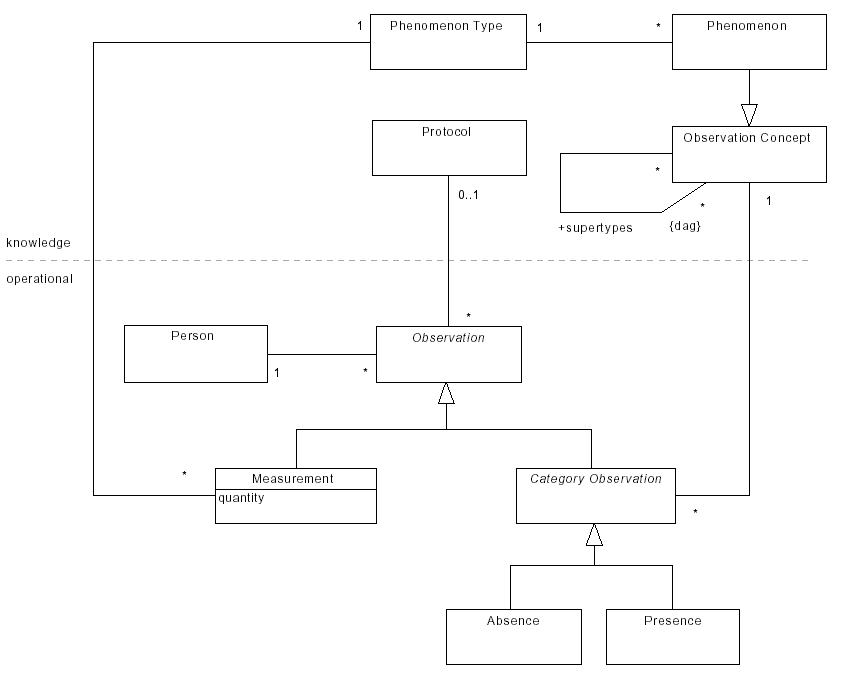 1
Phenomenon Type
1
*
Phenomenon
Protocol
0..1
Observation Concept
*
*
1
+supertypes
{dag}
knowledge
operational
*
Person
1
*
Observation
*
Measurement
quantity
Category Observation
*
Absence
Presence